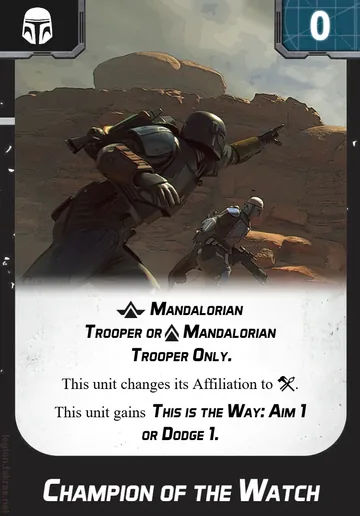 0
MANDALORIAN
TROOPER OR MANDALORIAN
TROOPER ONLY.
This unit changes its Affiliation to .
This unit gains THIS IS THE WAY: AIM 1
OR DODGE 1.
CHAMPION OF THE WATCH